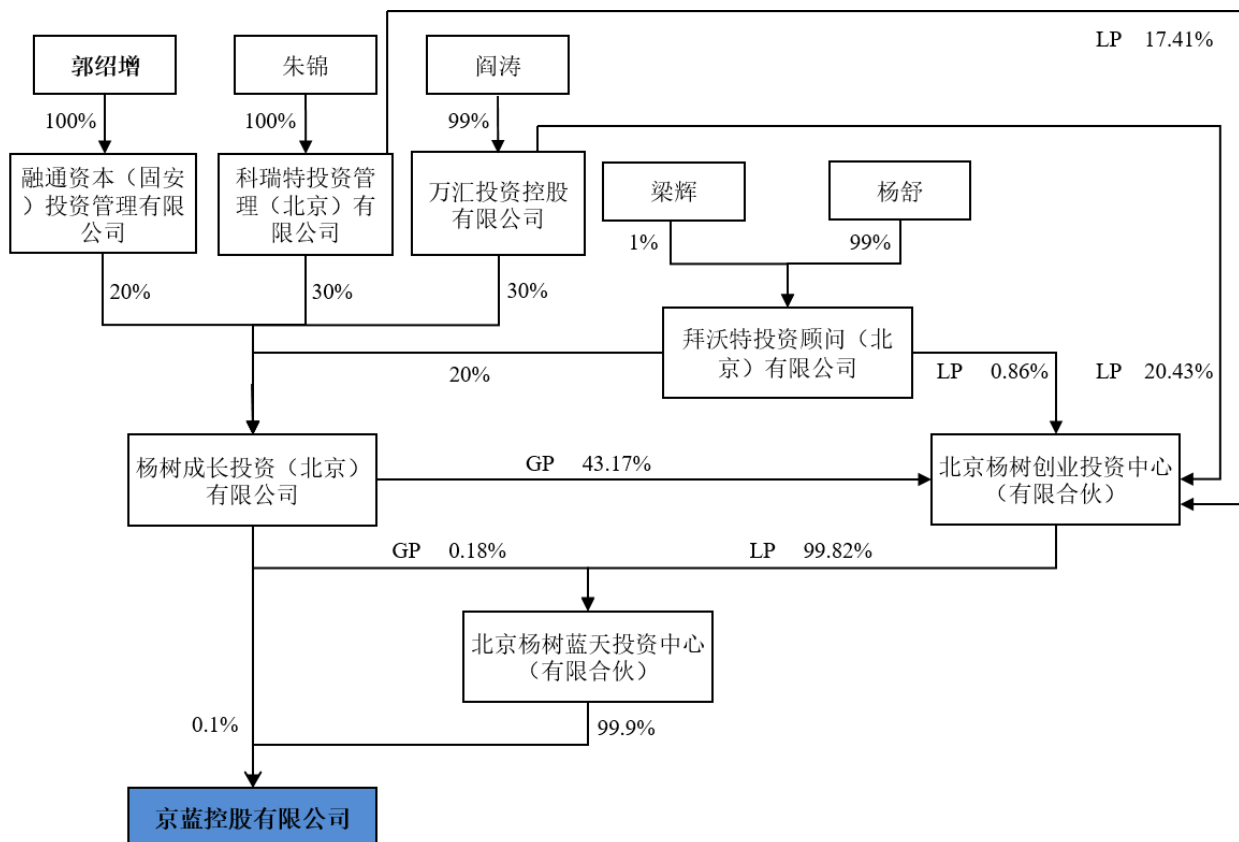 LP 17.41%
郭绍增
朱锦
阎涛
100%
100%
99%
融通资本（固安
）投资管理有限
公司
科瑞特投资管
理（北京）有
限公司
万汇投资控股
有限公司
梁辉
杨舒
1%
99%
20%
30%
30%
拜沃特投资顾问（北
京）有限公司
20%
LP 0.86%
LP 20.43%
杨树成长投资（北京）
有限公司
GP 43.17%
北京杨树创业投资中心
（有限合伙）
GP 0.18%
LP 99.82%
北京杨树蓝天投资中心
（有限合伙）
0.1%
99.9%
京蓝控股有限公司